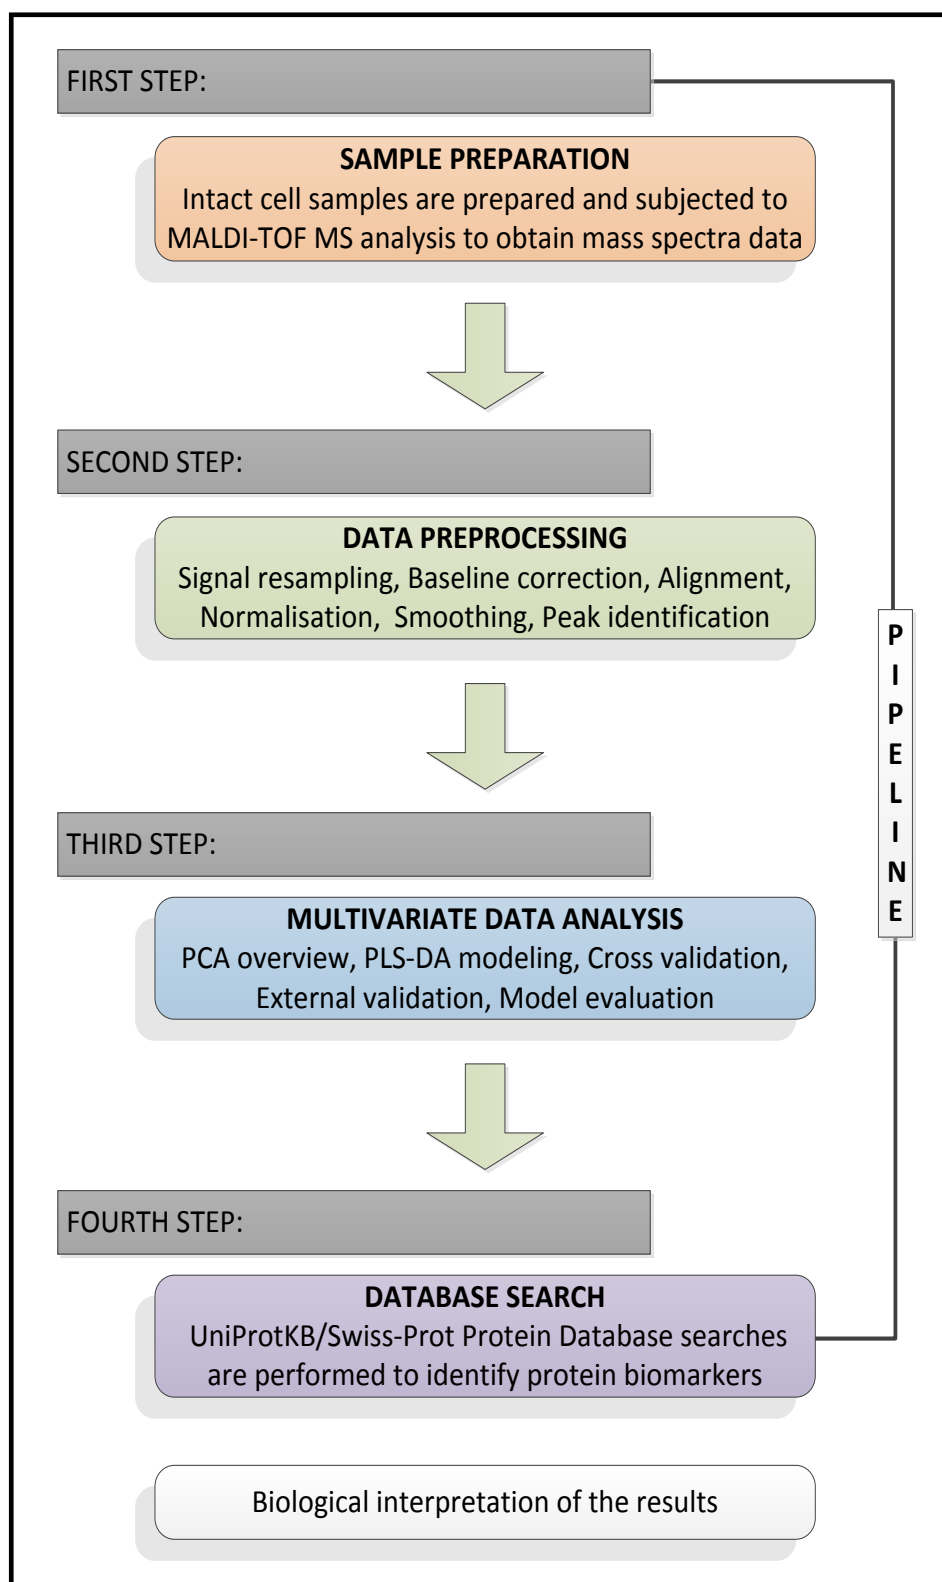 FIRST STEP:
SAMPLE PREPARATION
Intact cell samples are prepared and subjected to
MALDI-TOF MS analysis to obtain mass spectra data
SECOND STEP:
DATA PREPROCESSING
Signal resampling, Baseline correction, Alignment,
Normalisation, Smoothing, Peak identification
THIRD STEP:
MULTIVARIATE DATA ANALYSIS
PCA overview, PLS-DA modeling, Cross validation,
External validation, Model evaluation
FOURTH STEP:
DATABASE SEARCH
UniProtKB/Swiss-Prot Protein Database searches
are performed to identify protein biomarkers
Biological interpretation of the results
PIPELINE